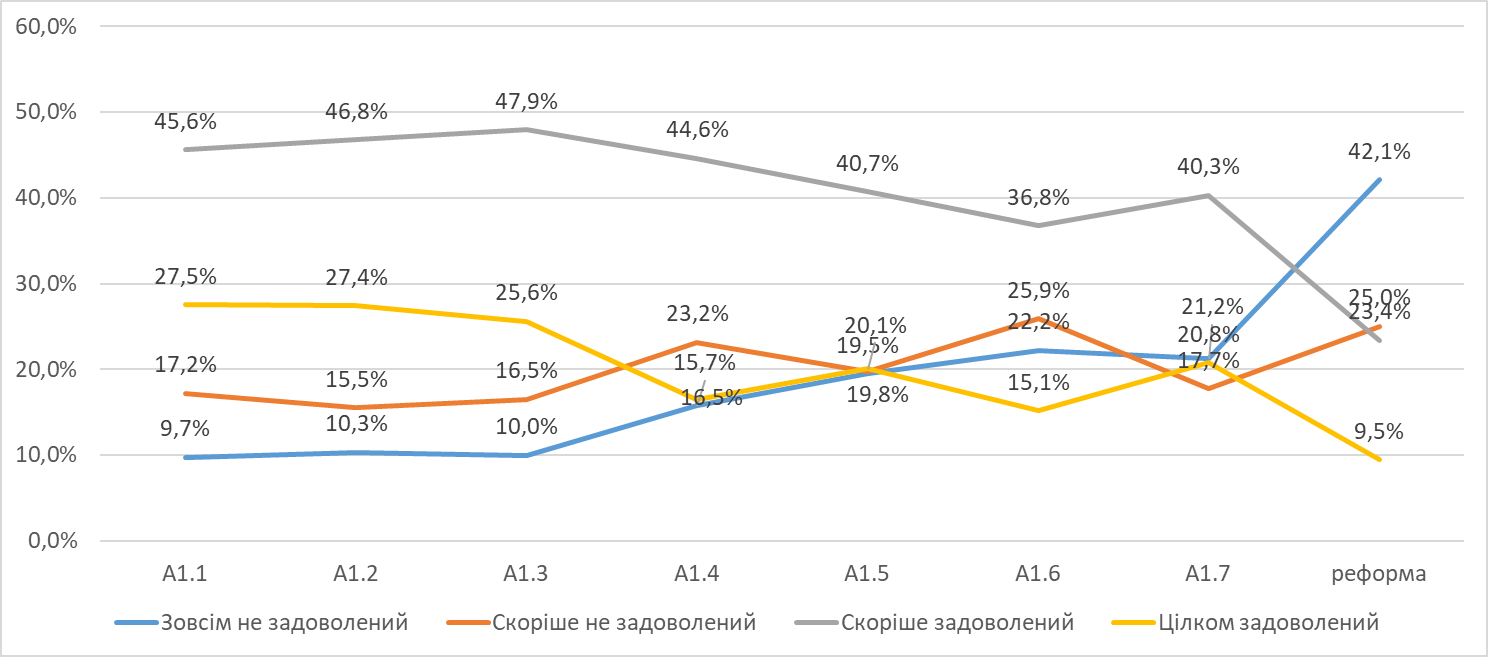 60,0%
50,0%
40,0%
30,0%
20,0%
10,0%
0,0%
45,6% 46,8% 47,9% 44,6% 40,7% 36,8% 40,3% 42,1%
27,5% 27,4% 25,6% 23,2% 20,1% 25,9% 21,2% 25,0%
17,2% 15,5% 16,5% 15,7% 19,5% 22,2% 20,8% 23,4%
9,7% 10,3% 10,0% 16,5% 19,8% 15,1% 17,7% 9,5%
A1.1 A1.2 A1.3 A1.4 A1.5 A1.6 A1.7 реформа
Зовсім не задоволений Скоріше не задоволений Скоріше задоволений Цілком задоволений